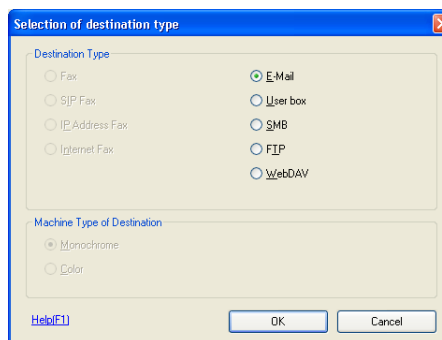 Selection of destination type
Destination Type
Fax
SIP Fax
IP Address Fax
Internet Fax
E-Mail
User box
SMB
FTP
WebDAV
Machine Type of Destination
Monochrome
Color
Help(F1)
OK
Cancel